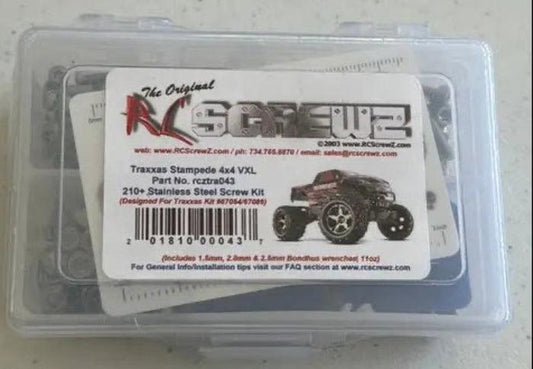 The Original
RC SCREWZ
©2003 www.RCScrewZ.com
web: www.RCScrewZ.com / ph: 734.765.6870 / email: sales@rcscrewz.com
Traxxas Stampede 4x4 VXL
Part No. rcztra043
210+ Stainless Steel Screw Kit
(Designed For Traxxas Kit #67054/67086)
2 01810 00043 7
(Includes 1.5mm, 2.0mm & 2.5mm Bondhus wrenches| 11oz)
For General Info/Installation tips visit our FAQ section at www.rcscrewz.com